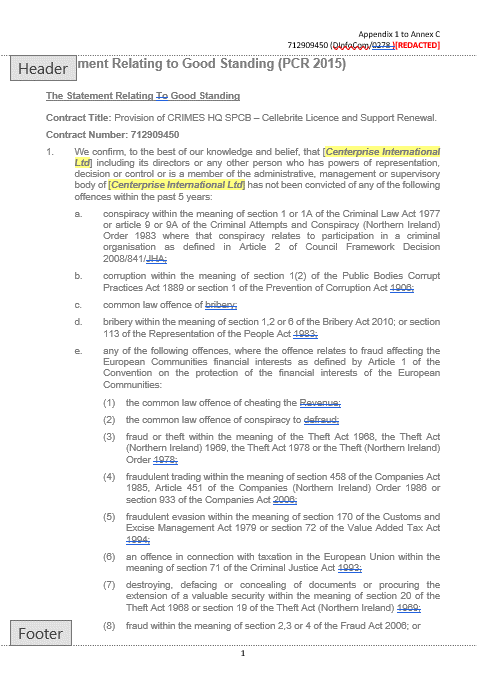 Appendix 1 to Annex C
712909450 (DInfoCom/0278 )[REDACTED]
Header
ment Relating to Good Standing (PCR 2015)
The Statement Relating To Good Standing
Contract Title: Provision of CRIMES HQ SPCB – Cellebrite Licence and Support Renewal.
Contract Number: 712909450
1. We confirm, to the best of our knowledge and belief, that [Centerprise International
Ltd] including its directors or any other person who has powers of representation,
decision or control or is a member of the administrative, management or supervisory
body of [Centerprise International Ltd] has not been convicted of any of the following
offences within the past 5 years:
a. conspiracy within the meaning of section 1 or 1A of the Criminal Law Act 1977
or article 9 or 9A of the Criminal Attempts and Conspiracy (Northern Ireland)
Order 1983 where that conspiracy relates to participation in a criminal
organisation as defined in Article 2 of Council Framework Decision
2008/841/JHA;
b. corruption within the meaning of section 1(2) of the Public Bodies Corrupt
Practices Act 1889 or section 1 of the Prevention of Corruption Act 1906;
c. common law offence of bribery;
d. bribery within the meaning of section 1,2 or 6 of the Bribery Act 2010; or section
113 of the Representation of the People Act 1983;
e. any of the following offences, where the offence relates to fraud affecting the
European Communities financial interests as defined by Article 1 of the
Convention on the protection of the financial interests of the European
Communities:
(1) the common law offence of cheating the Revenue;
(2) the common law offence of conspiracy to defraud;
(3) fraud or theft within the meaning of the Theft Act 1968, the Theft Act
(Northern Ireland) 1969, the Theft Act 1978 or the Theft (Northern Ireland)
Order 1978;
(4) fraudulent trading within the meaning of section 458 of the Companies Act
1985, Article 451 of the Companies (Northern Ireland) Order 1986 or
section 933 of the Companies Act 2006;
(5) fraudulent evasion within the meaning of section 170 of the Customs and
Excise Management Act 1979 or section 72 of the Value Added Tax Act
1994;
(6) an offence in connection with taxation in the European Union within the
meaning of section 71 of the Criminal Justice Act 1993;
(7) destroying, defacing or concealing of documents or procuring the
extension of a valuable security within the meaning of section 20 of the
Theft Act 1968 or section 19 of the Theft Act (Northern Ireland) 1969;
(8) fraud within the meaning of section 2,3 or 4 of the Fraud Act 2006; or
Footer
1